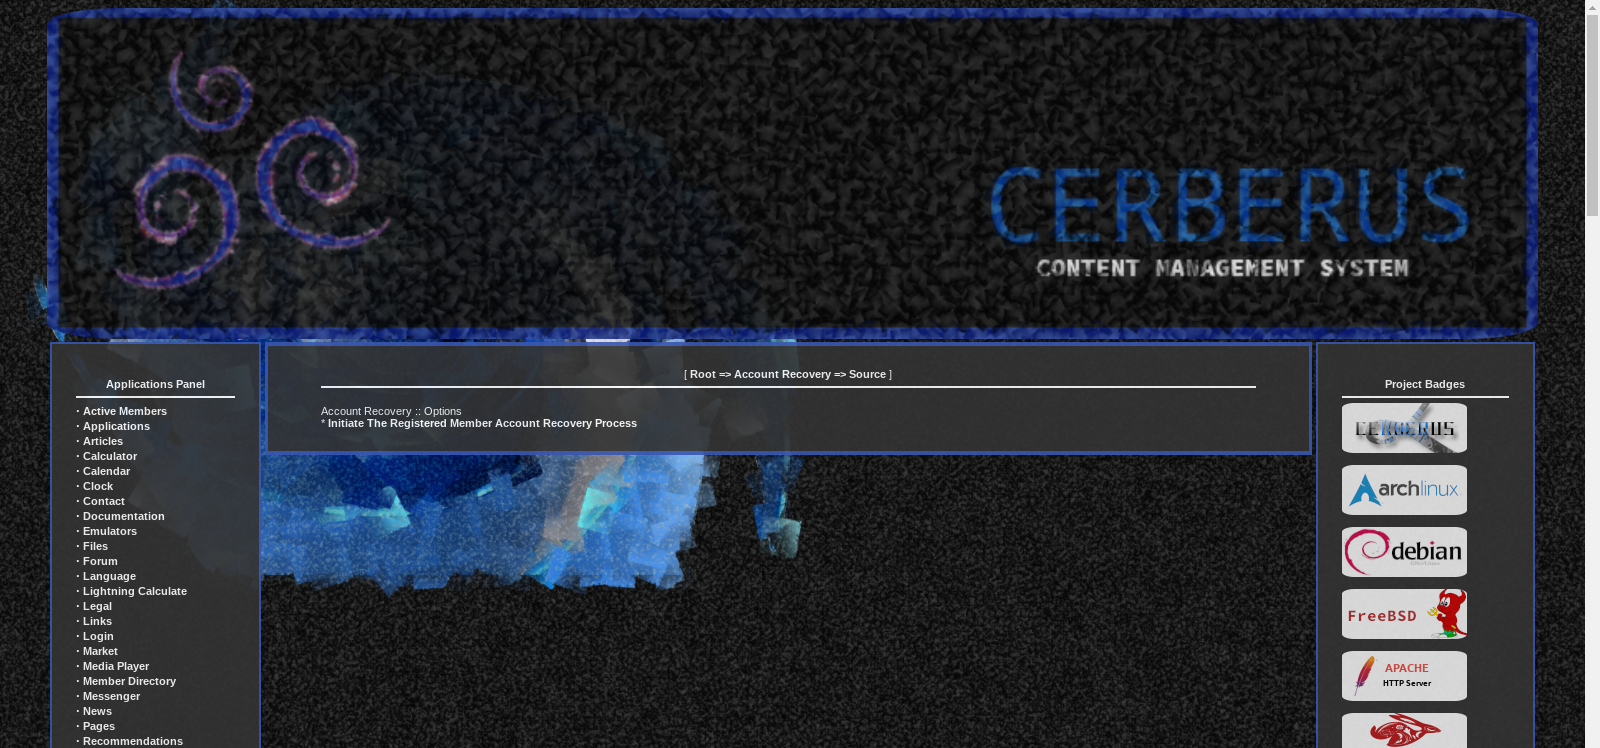 CERBERUS
CONTENT MANAGEMENT SYSTEM
Applications Panel
· Active Members
· Applications
· Articles
· Calculator
· Calendar
· Clock
· Contact
· Documentation
· Emulators
· Files
· Forum
· Language
· Lightning Calculate
· Legal
· Links
· Login
· Market
· Media Player
· Member Directory
· Messenger
· News
· Pages
· Recommendations
[ Root => Account Recovery => Source ]
Account Recovery :: Options
* Initiate The Registered Member Account Recovery Process
Project Badges
CERBERUS
archlinux
debian
FreeBSD
APACHE
HTTP Server